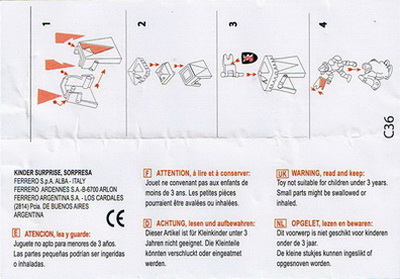 1
2
3
4
C36
KINDER SURPRISE, SORPRESA
FERRERO S.p.A. ALBA - ITALY
FERRERO ARDENNES S.A.-B-6700 ARLON
FERRERO ARGENTINA S.A. - LOS CARDALES
(2814) Pcia. DE BUENOS AIRES
ARGENTINA
CE
E ATENCION, lea y guarde:
Juguete no apto para menores de 3 años.
Las partes pequeñas podrían ser ingeridas
o inhaladas.
F ATTENTION, à lire et à conserver:
Jouet ne convenant pas aux enfants de
moins de 3 ans. Les petites pièces
pourraient être avalées ou inhalées.
D ACHTUNG, lesen und aufbewahren:
Dieser Artikel ist für Kleinkinder unter 3
Jahren nicht geeignet. Die Kleinteile
könnten verschluckt oder eingeatmet
werden.
UK WARNING, read and keep:
Toy not suitable for children under 3 years.
Small parts might be swallowed or
inhaled.
NL OPGELET, lezen en bewaren:
Dit voorwerp is niet geschikt voor kinderen
onder de 3 jaar.
De kleine stukjes kunnen ingeslikt of
opgesnoven worden.